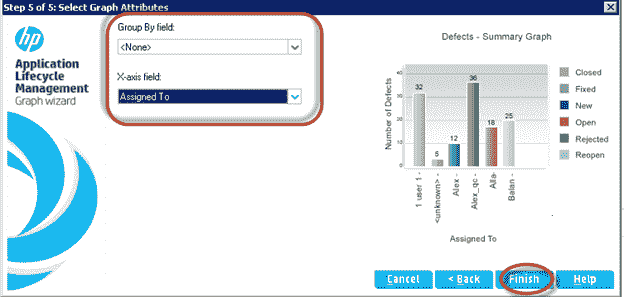 Step 5 of 5: Select Graph Attributes
hp
Application
Lifecycle
Management
Graph wizard
Group By field:
<None>
X-axis field:
Assigned To
Defects - Summary Graph
Number of Defects
40
30
20
10
0
32
5
12
36
18
25
1 user 1 -
<unknown> -
Alex -
Alex_qc -
Alla-
Balan -
Assigned To
Closed
Fixed
New
Open
Rejected
Reopen
Cancel
< Back
Finish
Help